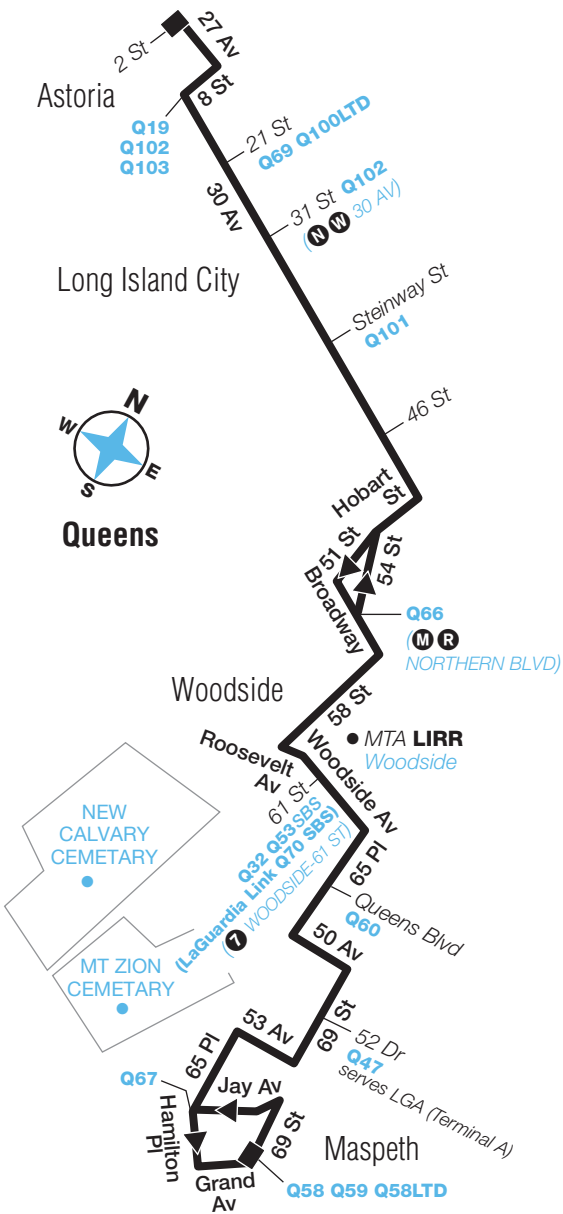 27 Av
2 St
8 St
Astoria
Q19
Q102
Q103
21 St
Q69 Q100LTD
30 Av
31 St Q102
(N W 30 AV)
Long Island City
Steinway St
Q101
46 St
N
W
E
S
Queens
Hobart
St
51 St
54 St
Broadway
Q66
(M R
NORTHERN BLVD)
Woodside
58 St
Roosevelt
Av
Woodside Av
MTA LIRR
Woodside
61 St
Q32 Q53SBS
(LaGuardia Link Q70 SBS)
(7 WOODSIDE-61 ST)
NEW
CALVARY
CEMETARY
65 Pl
Queens Blvd
Q60
50 Av
MT ZION
CEMETARY
69 St
52 Dr
Q47
serves LGA (Terminal A)
53 Av
65 Pl
Q67
Jay Av
Hamilton
Pl
69 St
Maspeth
Grand
Av
Q58 Q59 Q58LTD